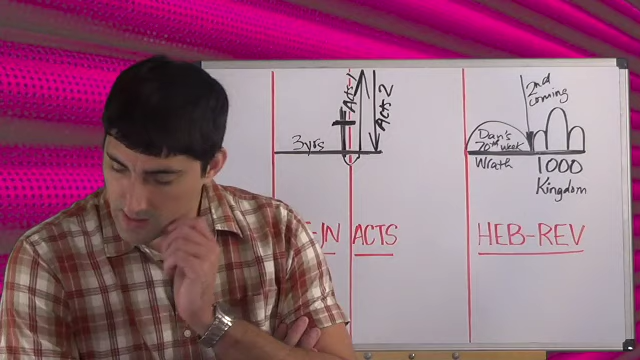 3yrs
Acts 1
Acts 2
2nd
coming
Dan's
70th week
Wrath
1000
Kingdom
ACTS
HEB-REV